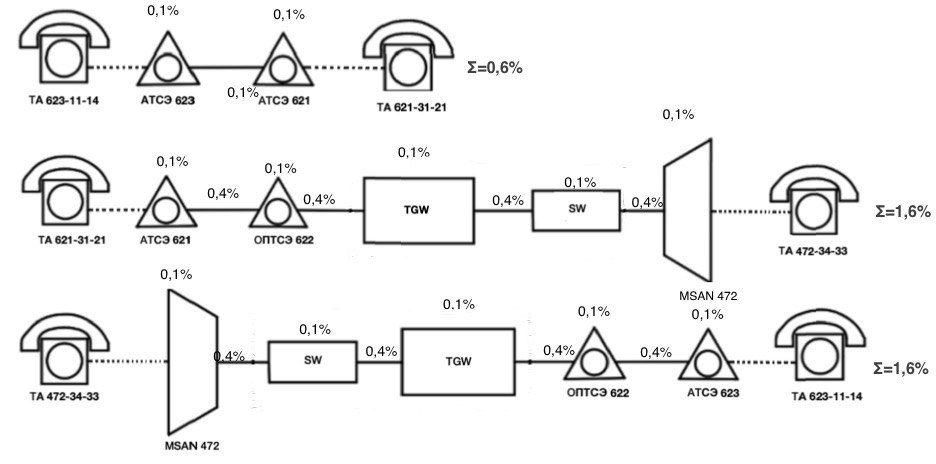 0,1%
0,1%
Σ=0,6%
0,1%
ТА 623-11-14
АТСЭ 623
АТСЭ 621
ТА 621-31-21
0,1%
0,1%
0,1%
0,1%
0,1%
0,4%
0,4%
0,4%
0,4%
TGW
SW
Σ=1,6%
ТА 621-31-21
АТСЭ 621
ОПТСЭ 622
ТА 472-34-33
MSAN 472
0,1%
0,1%
0.1%
0,1%
0,1%
0,4%
0,4%
0,4%
0,4%
SW
TGW
Σ=1,6%
ТА 472-34-33
ОПТСЭ 622
АТСЭ 623
ТА 623-11-14
MSAN 472